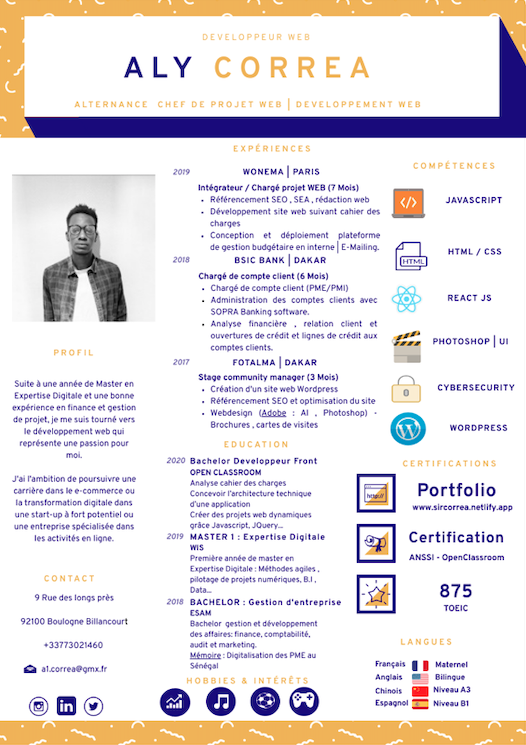 DEVELOPPEUR WEB
ALY CORREA
ALTERNANCE CHEF DE PROJET WEB | DEVELOPPEMENT WEB
EXPÉRIENCES
2019 WONEMA | PARIS
Intégrateur / Chargé projet WEB (7 Mois)
• Référencement SEO , SEA , rédaction web
• Développement site web suivant cahier des
charges
• Conception et déploiement plateforme
de gestion budgétaire en interne | E-Mailing.
2018 BSIC BANK | DAKAR
Chargé de compte client (6 Mois)
• Chargé de compte client (PME/PMI)
• Administration des comptes clients avec
SOPRA Banking software.
• Analyse financière , relation client et
ouvertures de crédit et lignes de crédit aux
comptes clients.
2017 FOTALMA | DAKAR
Stage community manager (3 Mois)
• Création d'un site web Wordpress
• Référencement SEO et optimisation du site
• Webdesign (Adobe : AI , Photoshop) -
Brochures , cartes de visites
EDUCATION
2020 Bachelor Developpeur Front
OPEN CLASSROOM
Analyse cahier des charges
Concevoir l'architecture technique
d'une application
Créer des projets web dynamiques
grâce Javascript, JQuery...
2019 MASTER 1 : Expertise Digitale
WIS
Première année de master en
Expertise Digitale : Méthodes agiles ,
pilotage de projets numériques, B.I ,
Data...
2018 BACHELOR : Gestion d'entreprise
ESAM
Bachelor gestion et développement
des affaires: finance, comptabilité,
audit et marketing.
Mémoire : Digitalisation des PME au
Sénégal
HOBBIES & INTÉRÊTS
PROFIL
Suite à une année de Master en
Expertise Digitale et une bonne
expérience en finance et gestion
de projet, je me suis tourné vers
le développement web qui
représente une passion pour
moi.
J'ai l'ambition de poursuivre une
carrière dans le e-commerce ou
la transformation digitale dans
une start-up à fort potentiel ou
une entreprise spécialisée dans
les activités en ligne.
CONTACT
9 Rue des longs près
92100 Boulogne Billancourt
+33773021460
a1.correa@gmx.fr
COMPÉTENCES
JAVASCRIPT
HTML
HTML / CSS
REACT JS
PHOTOSHOP | UI
CYBERSECURITY
WORDPRESS
CERTIFICATIONS
http://
Portfolio
www.sircorrea.netlify.app
Certification
ANSSI - OpenClassroom
875
TOEIC
LANGUES
Français Maternel
Anglais Bilingue
Chinois Niveau A3
Espagnol Niveau B1